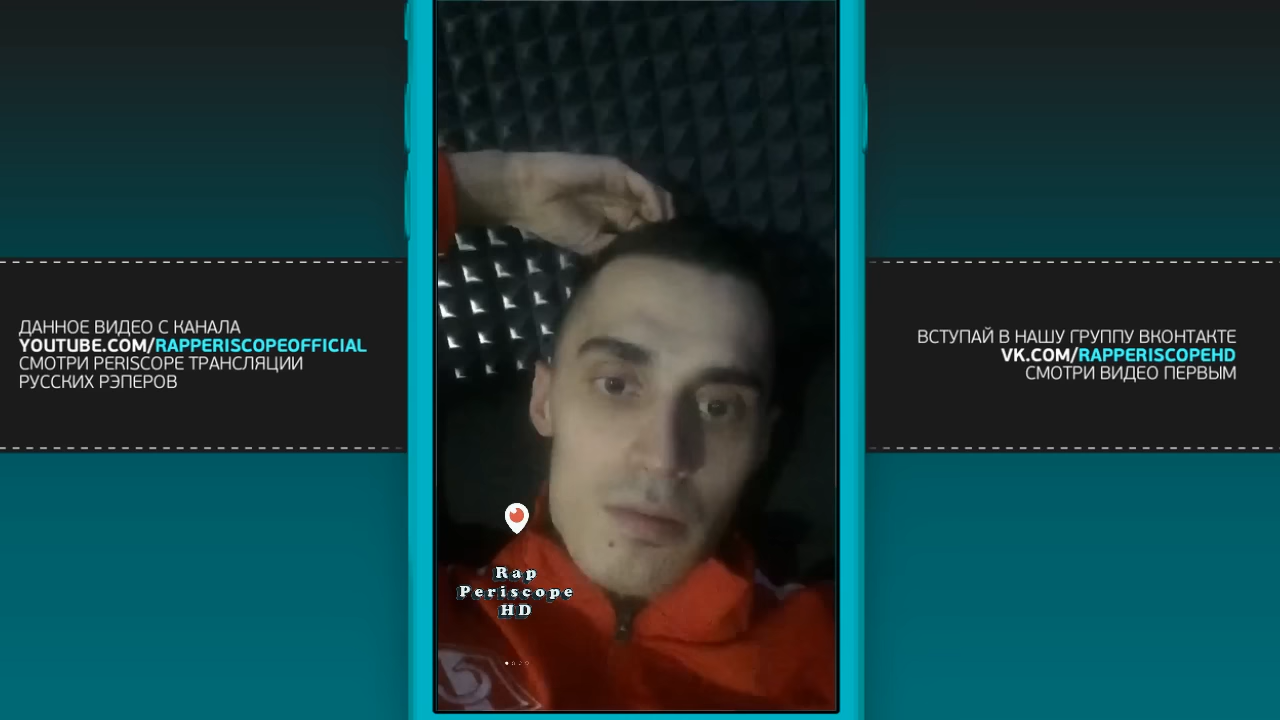 ДАННОЕ ВИДЕО С КАНАЛА
YOUTUBE.COM/RAPPERISCOPEOFFICIAL
СМОТРИ PERISCOPE ТРАНСЛЯЦИИ
РУССКИХ РЭПЕРОВ
Rap
Periscope
HD
ВСТУПАЙ В НАШУ ГРУППУ ВКОНТАКТЕ
VK.COM/RAPPERISCOPEHD
СМОТРИ ВИДЕО ПЕРВЫМ